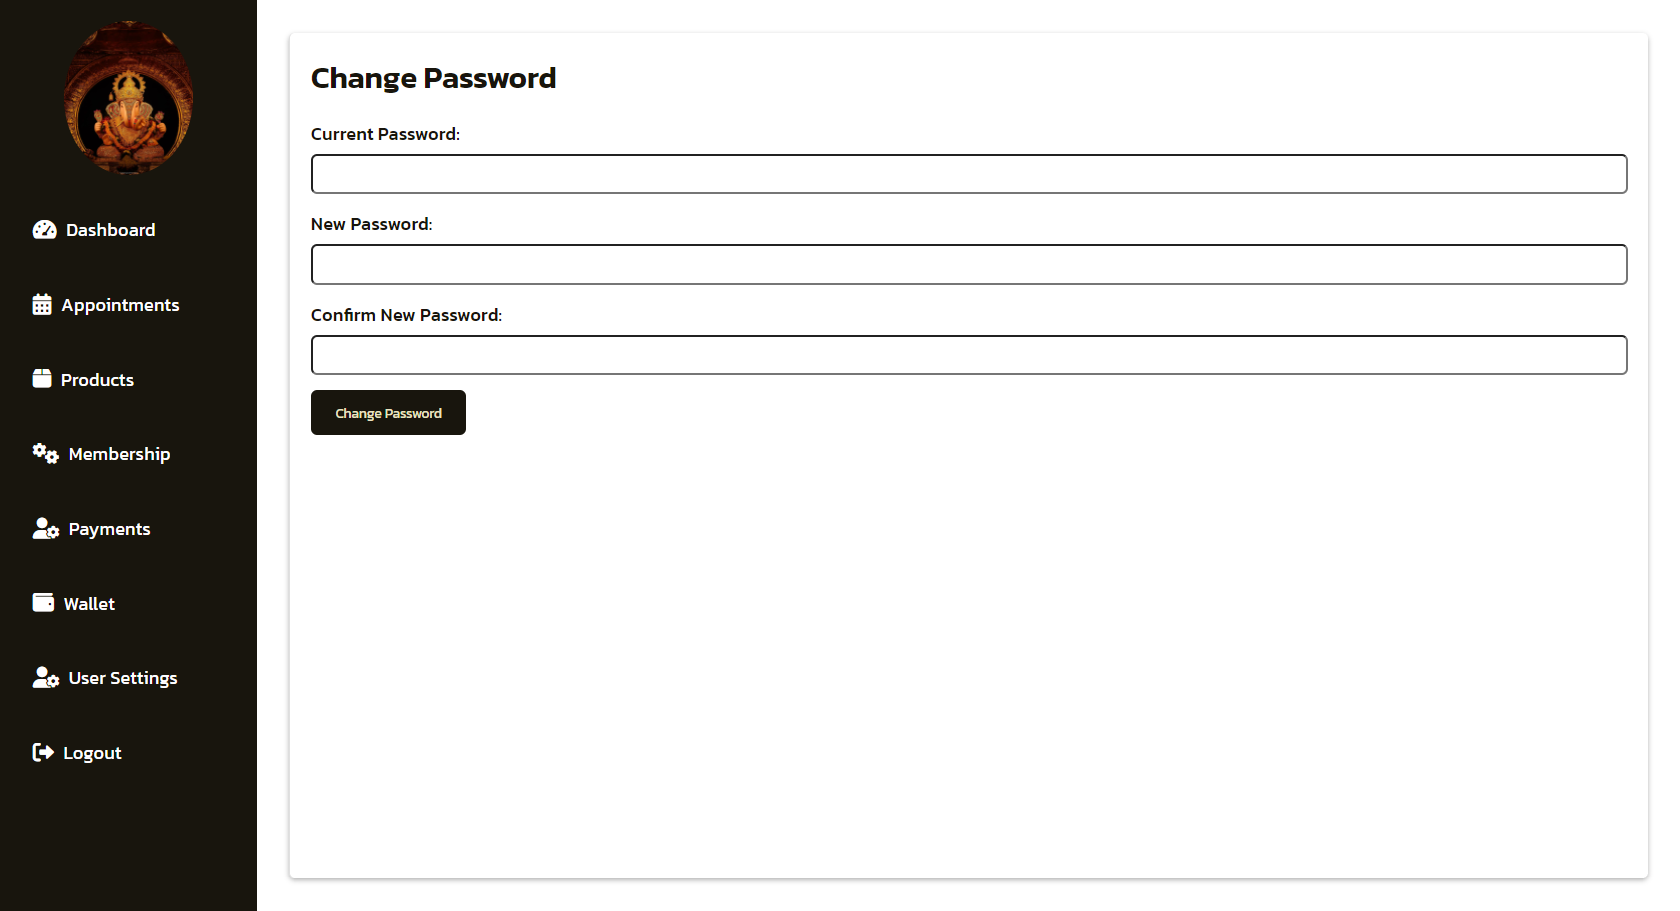 Dashboard
Appointments
Products
Membership
Payments
Wallet
User Settings
Logout
Change Password
Current Password:
New Password:
Confirm New Password:
Change Password